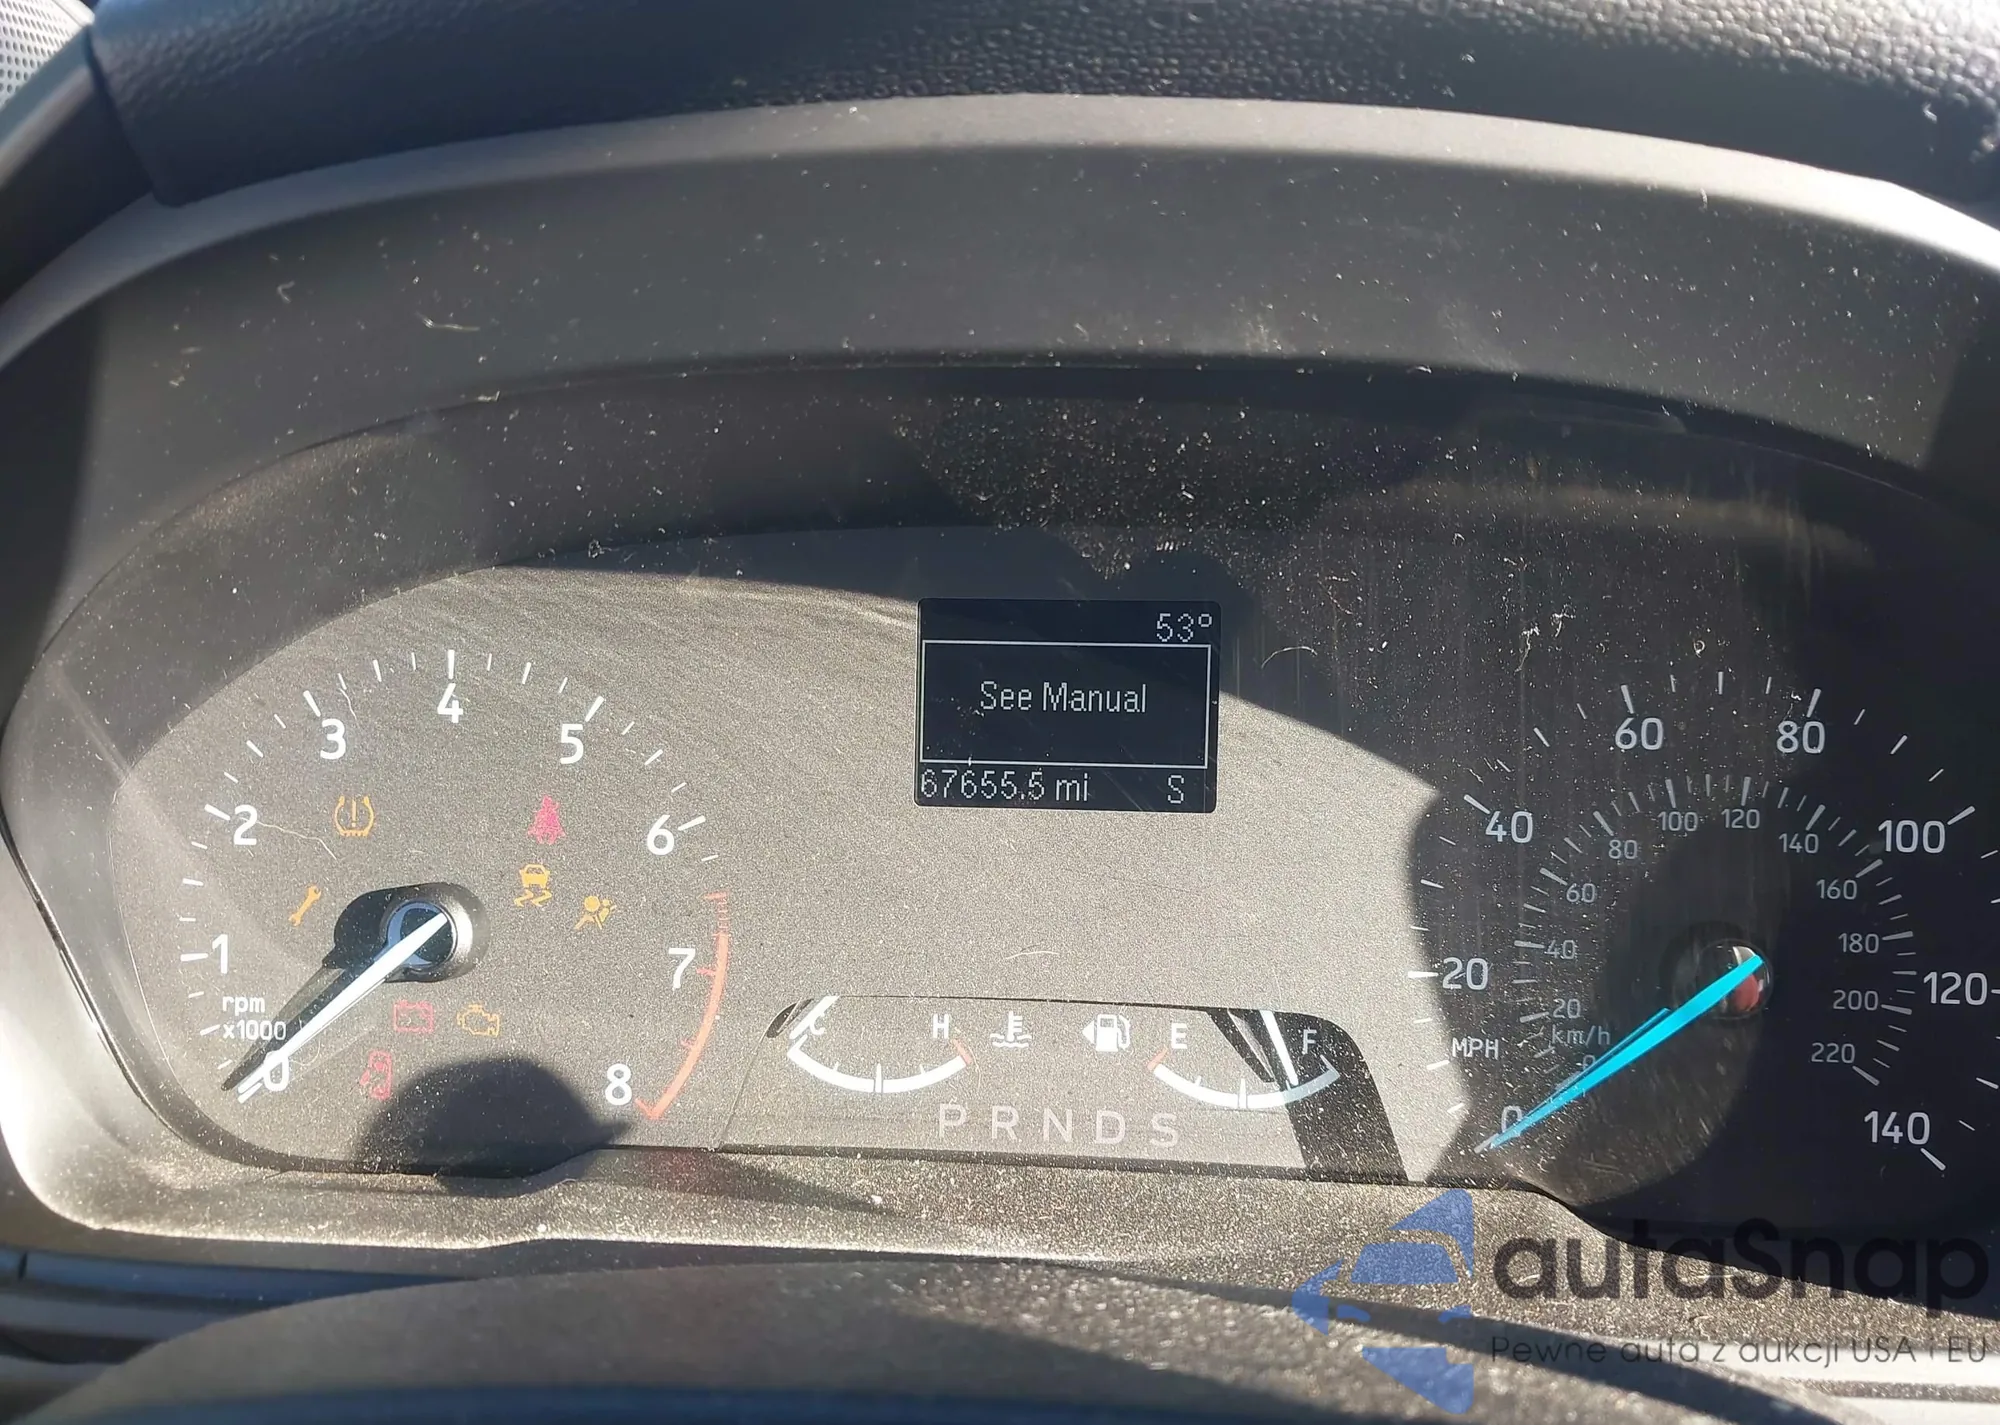 53°
See Manual
67655.5 mi S
0 1 2 3 4 5 6 7 8
rpm
x1000
C H
E F
P R N D S
0 20 40 60 80 100 120 140
MPH
0 20 40 60 80 100 120 140 160 180 200 220
km/h
autaSnap
Pewne auta z aukcji USA i EU